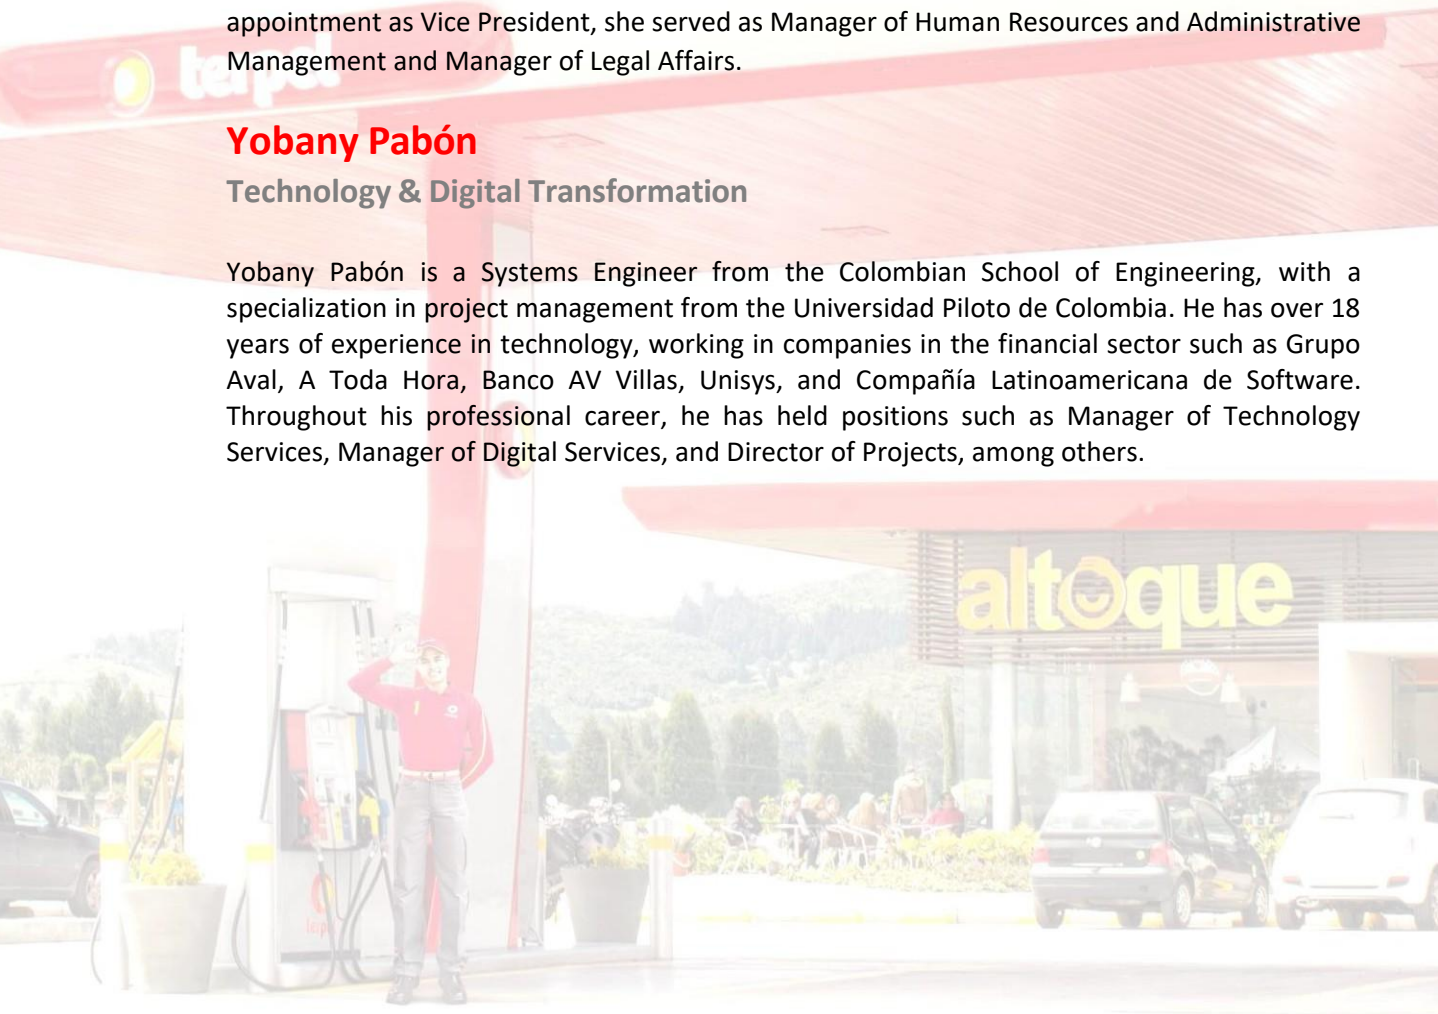 appointment as Vice President, she served as Manager of Human Resources and Administrative
Management and Manager of Legal Affairs.
terpel
Yobany Pabón
Technology & Digital Transformation
Yobany Pabón is a Systems Engineer from the Colombian School of Engineering, with a
specialization in project management from the Universidad Piloto de Colombia. He has over 18
years of experience in technology, working in companies in the financial sector such as Grupo
Aval, A Toda Hora, Banco AV Villas, Unisys, and Compañía Latinoamericana de Software.
Throughout his professional career, he has held positions such as Manager of Technology
Services, Manager of Digital Services, and Director of Projects, among others.
altoque
terpel